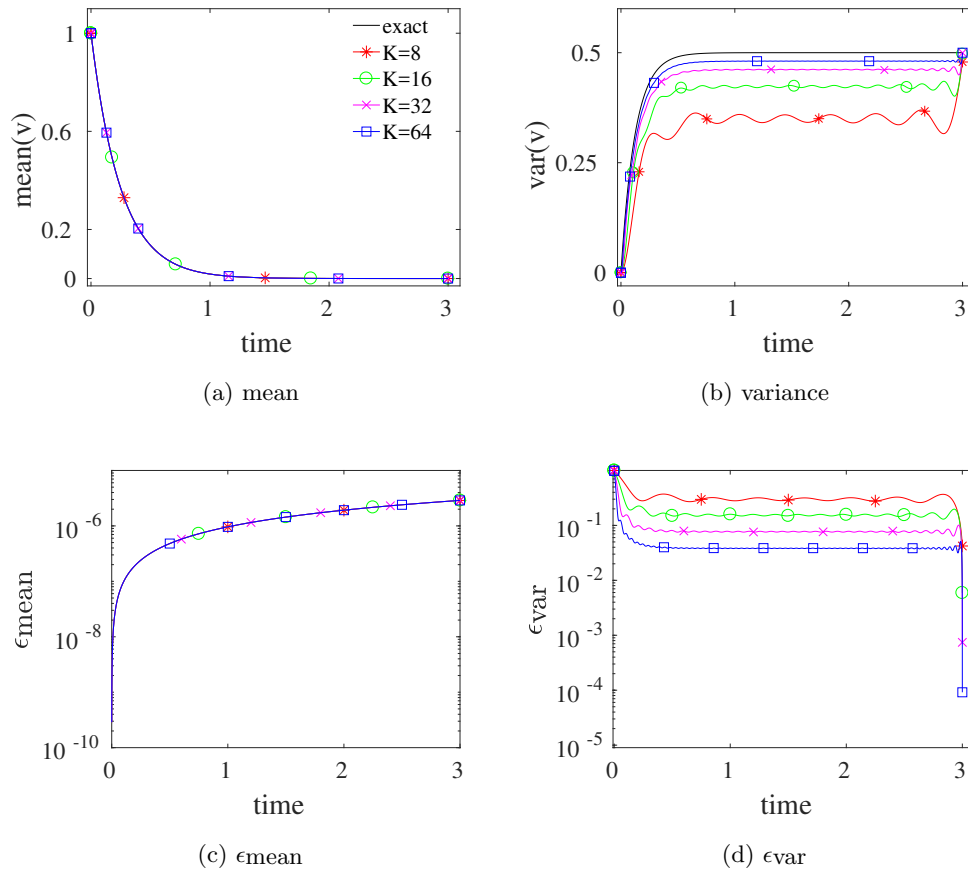 exact
K=8
K=16
K=32
K=64
1
0.6
0.2
0
mean(v)
0 1 2 3
time
(a) mean
0.5
0.25
0
var(v)
0 1 2 3
time
(b) variance
10 -6
10 -8
10 -10
ϵmean
0 1 2 3
time
(c) ϵmean
10 -1
10 -2
10 -3
10 -4
10 -5
ϵvar
0 1 2 3
time
(d) ϵvar